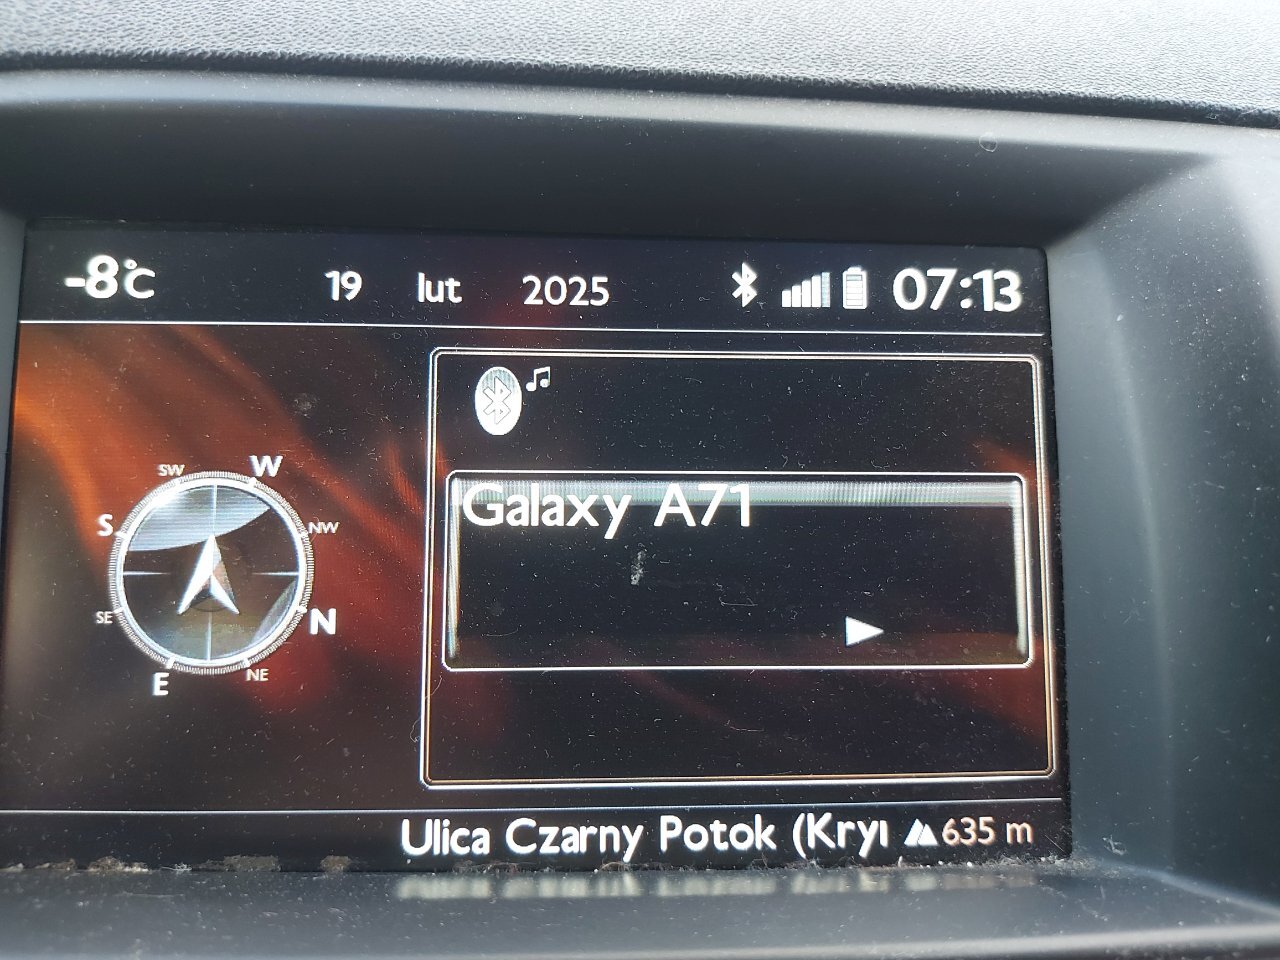 -8°C 19 lut 2025 07:13
SW W
S NW
Galaxy A71
SE N
E NE
Ulica Czarny Potok (Kry 635 m